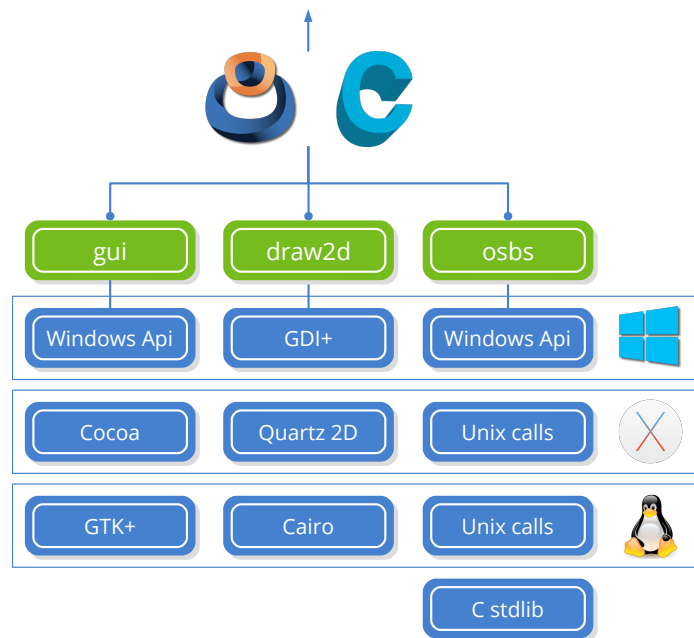 gui
draw2d
osbs
Windows Api
GDI+
Windows Api
Cocoa
Quartz 2D
Unix calls
GTK+
Cairo
Unix calls
C stdlib